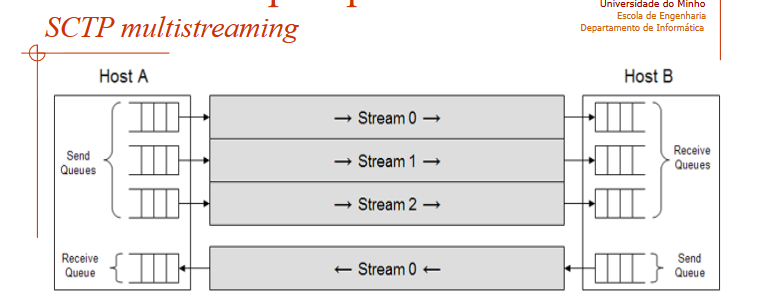 Universidade do Minho
Escola de Engenharia
Departamento de Informática
SCTP multistreaming
Host A
Host B
→ Stream 0 →
Send
Queues
→ Stream 1 →
Receive
Queues
→ Stream 2 →
Receive
Queue
← Stream 0 ←
Send
Queue